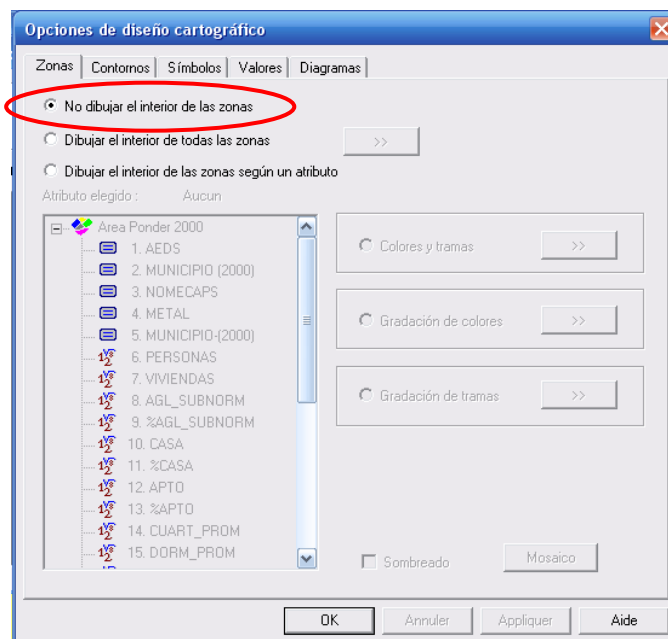 Opciones de diseño cartográfico
Zonas Contornos Símbolos Valores Diagramas
No dibujar el interior de las zonas
Dibujar el interior de todas las zonas >>
Dibujar el interior de las zonas según un atributo
Atributo elegido : Aucun
Area Ponder 2000
1. AEDS
2. MUNICIPIO (2000)
3. NOMECAPS
4. METAL
5. MUNICIPIO-(2000)
6. PERSONAS
7. VIVIENDAS
8. AGL_SUBNORM
9. %AGL_SUBNORM
10. CASA
11. %CASA
12. APTO
13. %APTO
14. CUART_PROM
15. DORM_PROM
Colores y tramas >>
Gradación de colores >>
Gradación de tramas >>
Sombreado Mosaico
OK Annuler Appliquer Aide